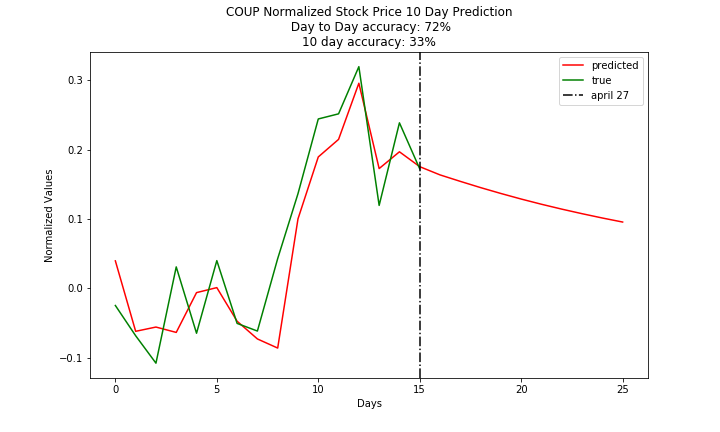 COUP Normalized Stock Price 10 Day Prediction
Day to Day accuracy: 72%
10 day accuracy: 33%
predicted
true
april 27
Normalized Values
0.3
0.2
0.1
0.0
−0.1
0 5 10 15 20 25
Days